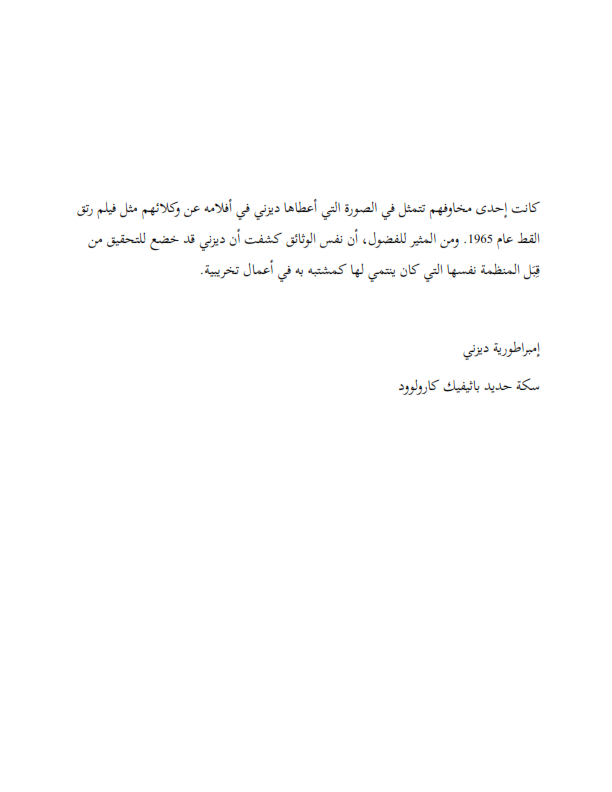 كانت إحدى مخاوفهم تتمثل في الصورة التي أعطاها ديزني في أفلامه عن وكلائهم مثل فيلم رتق
القط عام 1965. ومن المثير للفضول، أن نفس الوثائق كشفت أن ديزني قد خضع للتحقيق من
قِبَل المنظمة نفسها التي كان ينتمي لها كمشتبه به في أعمال تخريبية.
إمبراطورية ديزني
سكة حديد باثيفيك كارولوود